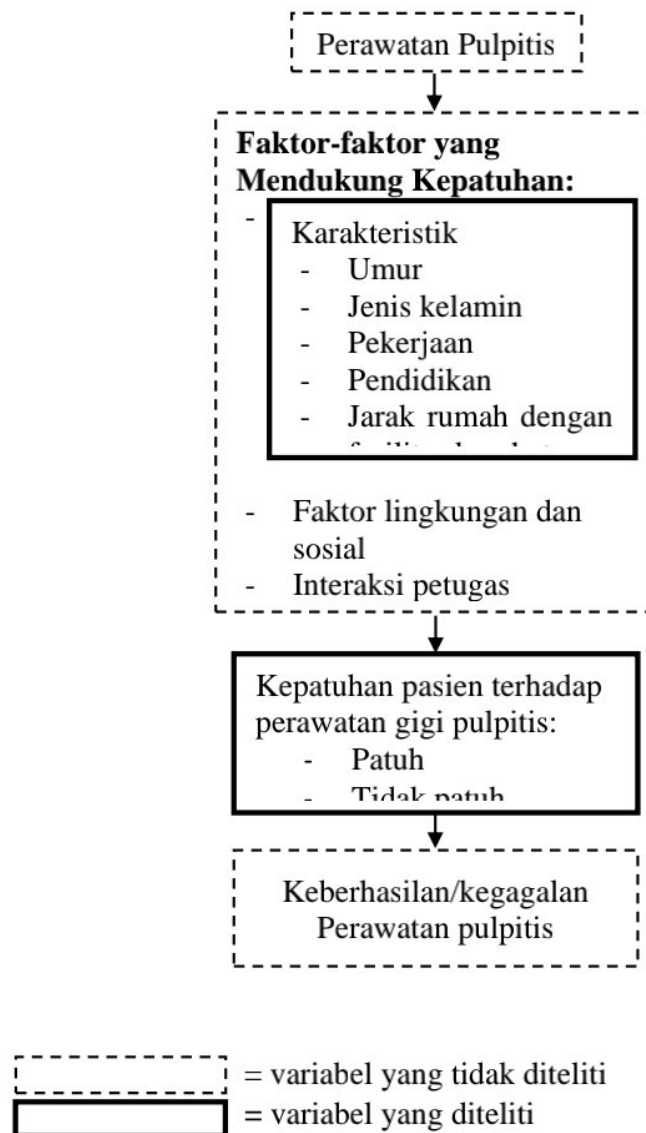 Perawatan Pulpitis
Faktor-faktor yang
Mendukung Kepatuhan:
-
Karakteristik
- Umur
- Jenis kelamin
- Pekerjaan
- Pendidikan
- Jarak rumah dengan
- Faktor lingkungan dan
sosial
- Interaksi petugas
Kepatuhan pasien terhadap
perawatan gigi pulpitis:
- Patuh
- Tidak patuh
Keberhasilan/kegagalan
Perawatan pulpitis
= variabel yang tidak diteliti
= variabel yang diteliti